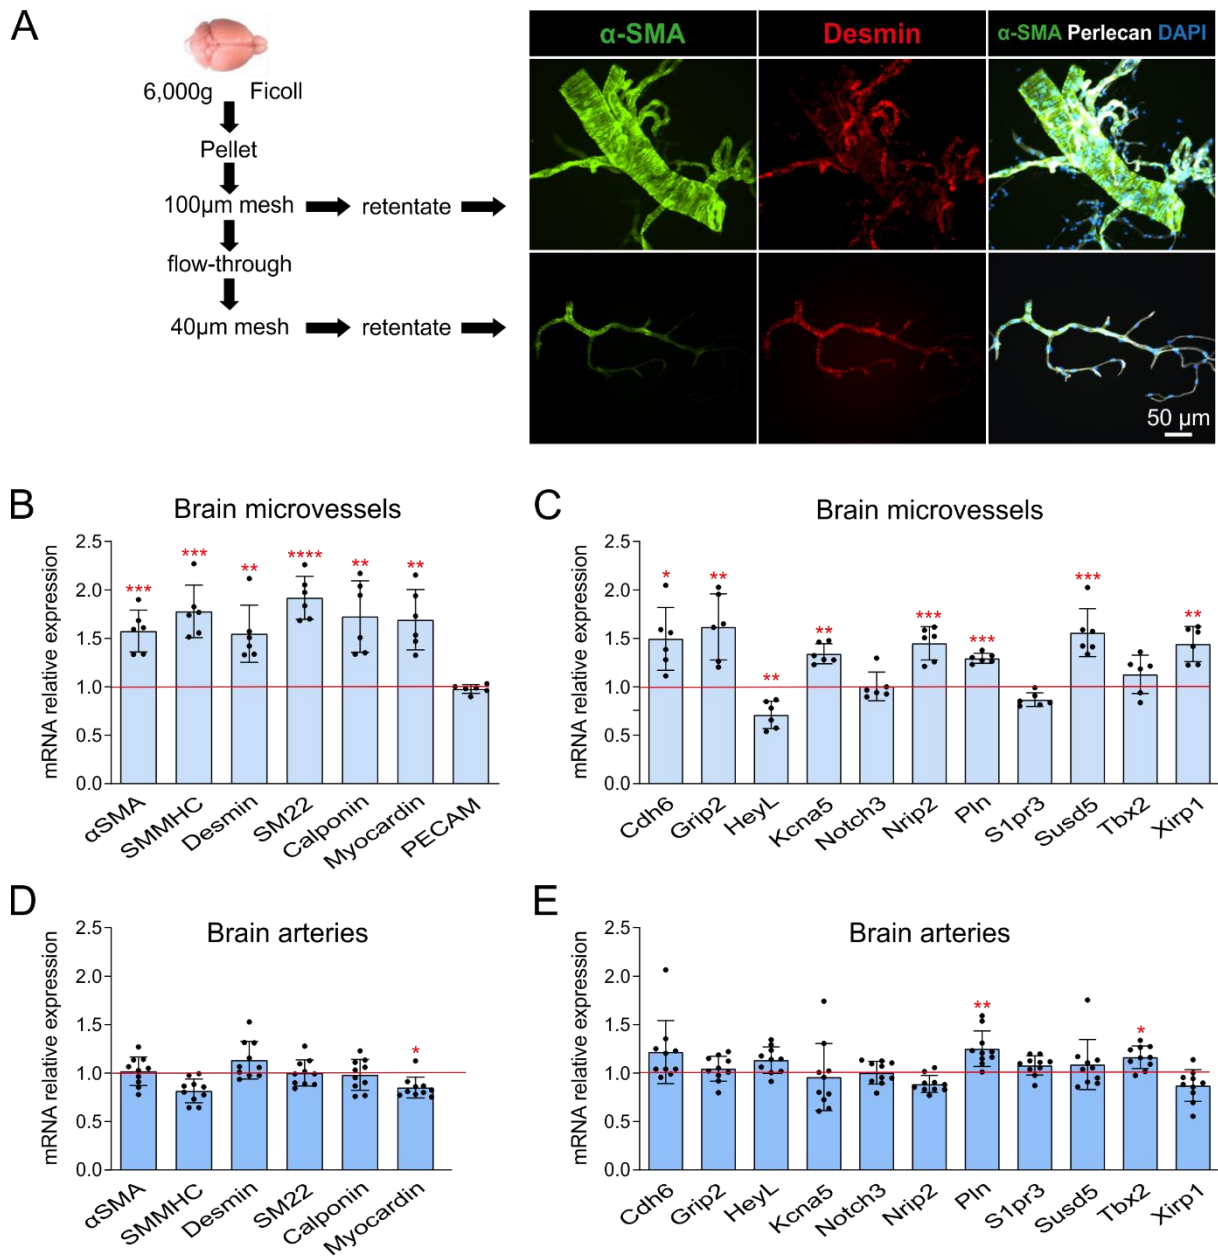 A
6,000g Ficoll
Pellet
100µm mesh
retentate
flow-through
40µm mesh
retentate
α-SMA
Desmin
α-SMA Perlecan DAPI
50 µm
B
Brain microvessels
mRNA relative expression
2.5
2.0
1.5
1.0
0.5
0.0
***
***
**
****
**
**
αSMA
SMMHC
Desmin
SM22
Calponin
Myocardin
PECAM
C
Brain microvessels
mRNA relative expression
2.5
2.0
1.5
1.0
0.5
0.0
*
**
**
**
***
***
***
**
Cdh6
Grip2
HeyL
Kcna5
Notch3
Nrip2
Pln
S1pr3
Susd5
Tbx2
Xirp1
D
Brain arteries
mRNA relative expression
2.5
2.0
1.5
1.0
0.5
0.0
*
αSMA
SMMHC
Desmin
SM22
Calponin
Myocardin
E
Brain arteries
mRNA relative expression
2.5
2.0
1.5
1.0
0.5
0.0
**
*
Cdh6
Grip2
HeyL
Kcna5
Notch3
Nrip2
Pln
S1pr3
Susd5
Tbx2
Xirp1